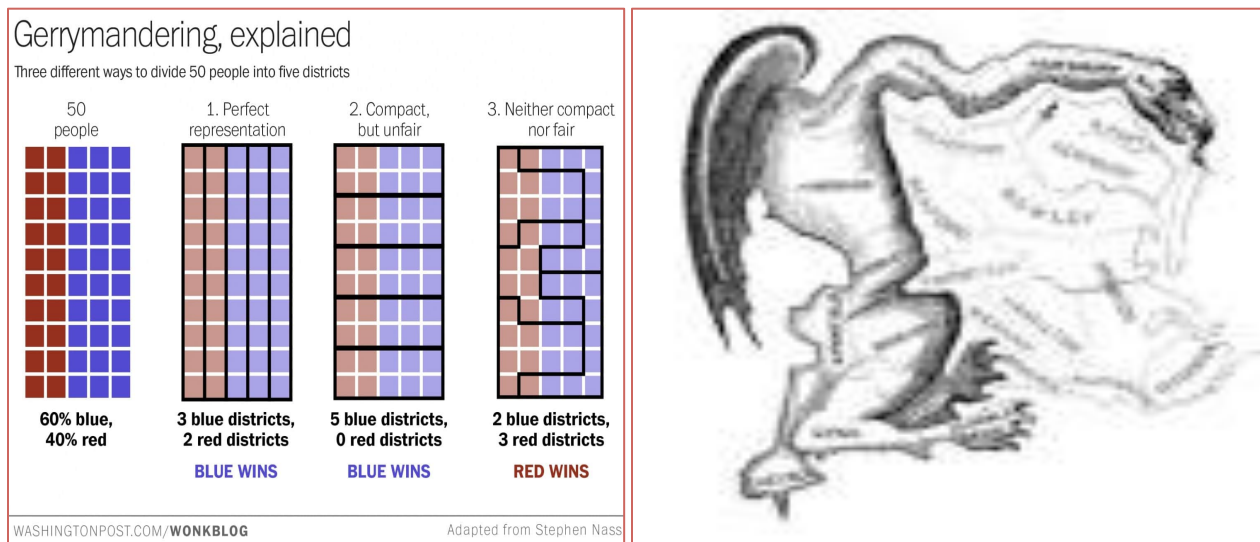 Gerrymandering, explained
Three different ways to divide 50 people into five districts
50
people
1. Perfect
representation
2. Compact,
but unfair
3. Neither compact
nor fair
60% blue,
40% red
3 blue districts,
2 red districts
BLUE WINS
5 blue districts,
0 red districts
BLUE WINS
2 blue districts,
3 red districts
RED WINS
WASHINGTONPOST.COM/WONKBLOG
Adapted from Stephen Nass
ROWLEY